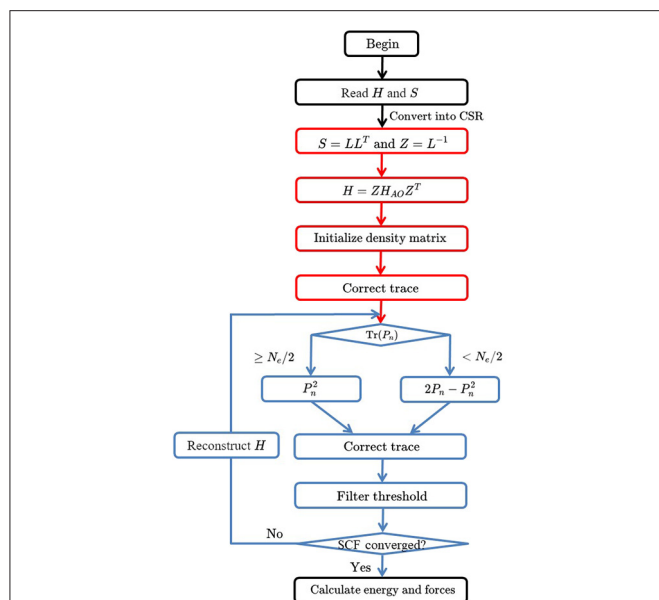 Begin
Read H and S
Convert into CSR
S = LL^T and Z = L^{-1}
H = ZH_{AO}Z^T
Initialize density matrix
Correct trace
Tr(P_n)
≥ N_e/2
< N_e/2
P_n^2
2P_n − P_n^2
Reconstruct H
Correct trace
Filter threshold
No
SCF converged?
Yes
Calculate energy and forces